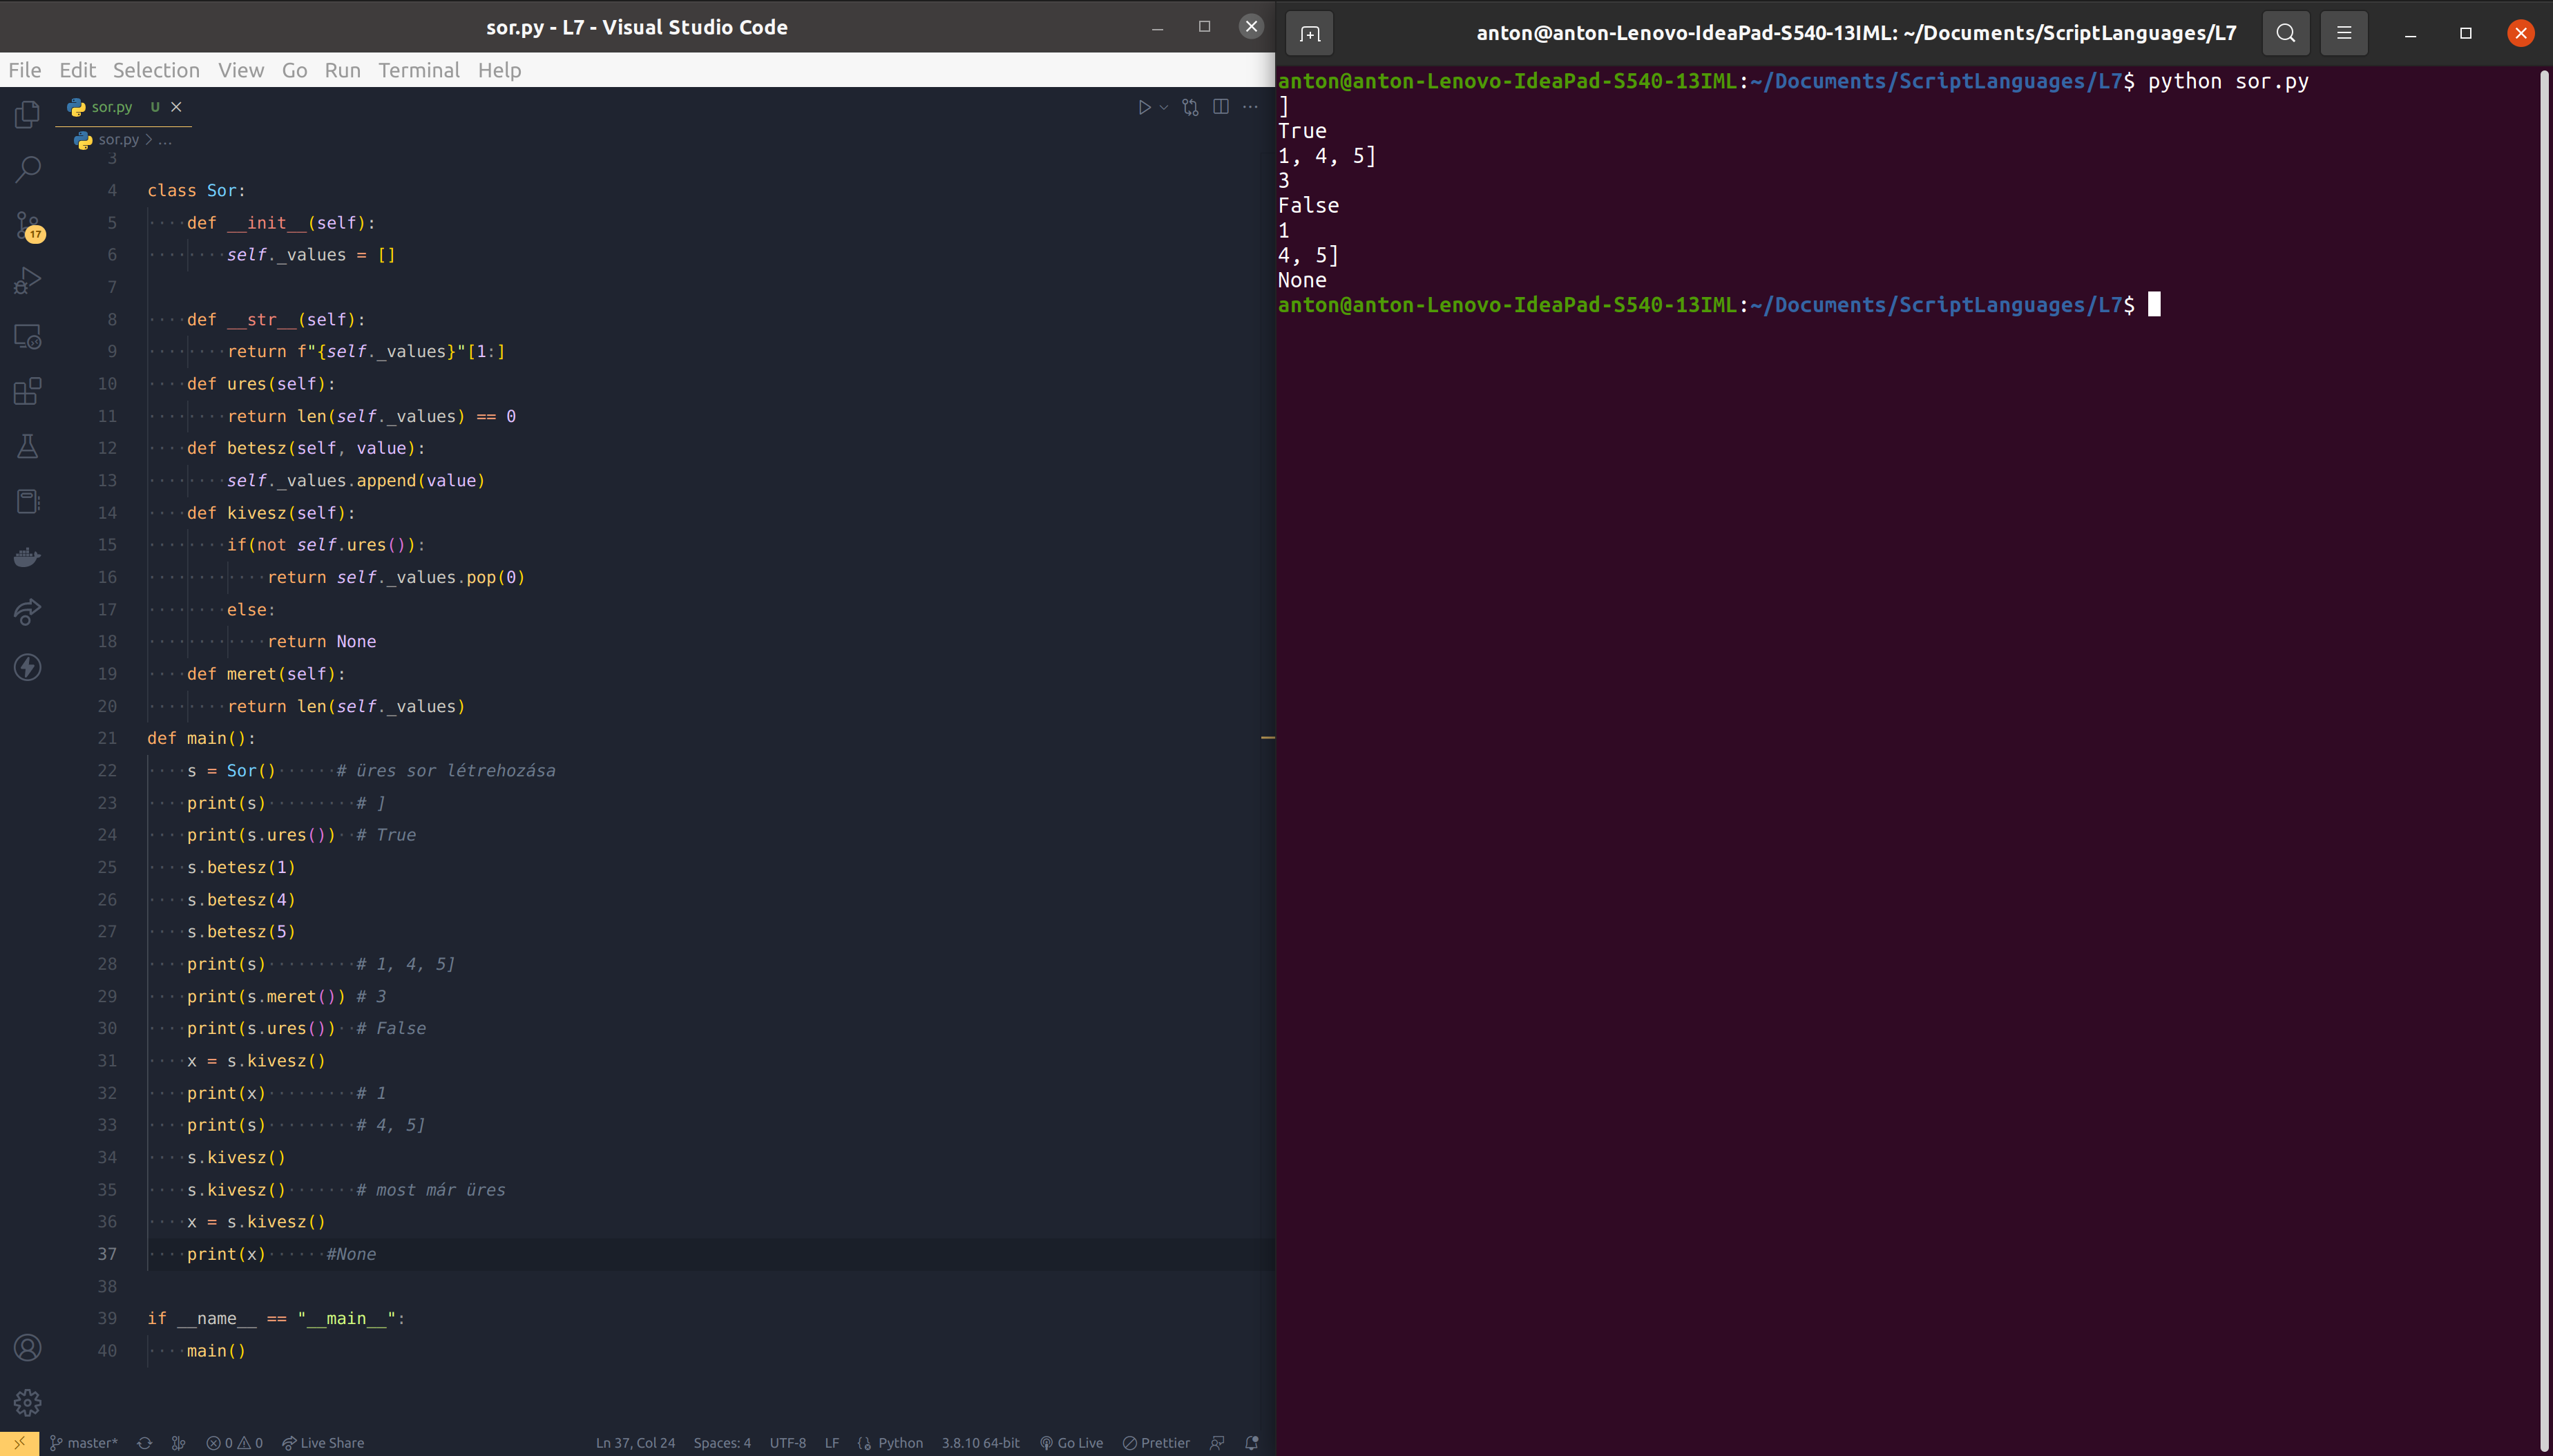 sor.py - L7 - Visual Studio Code
File Edit Selection View Go Run Terminal Help
sor.py U
sor.py > ...
3
4 class Sor:
5 ····def __init__(self):
6 ········self._values = []
7
8 ····def __str__(self):
9 ········return f"{self._values}"[1:]
10 ····def ures(self):
11 ········return len(self._values) == 0
12 ····def betesz(self, value):
13 ········self._values.append(value)
14 ····def kivesz(self):
15 ········if(not self.ures()):
16 ············return self._values.pop(0)
17 ········else:
18 ············return None
19 ····def meret(self):
20 ········return len(self._values)
21 def main():
22 ····s = Sor()······# üres sor létrehozása
23 ····print(s)·········# ]
24 ····print(s.ures())··# True
25 ····s.betesz(1)
26 ····s.betesz(4)
27 ····s.betesz(5)
28 ····print(s)·········# 1, 4, 5]
29 ····print(s.meret()) # 3
30 ····print(s.ures())··# False
31 ····x = s.kivesz()
32 ····print(x)·········# 1
33 ····print(s)·········# 4, 5]
34 ····s.kivesz()
35 ····s.kivesz()·······# most már üres
36 ····x = s.kivesz()
37 ····print(x)······#None
38
39 if __name__ == "__main__":
40 ····main()
17
master* 0 0 Live Share Ln 37, Col 24 Spaces: 4 UTF-8 LF Python 3.8.10 64-bit Go Live Prettier
anton@anton-Lenovo-IdeaPad-S540-13IML: ~/Documents/ScriptLanguages/L7
anton@anton-Lenovo-IdeaPad-S540-13IML:~/Documents/ScriptLanguages/L7$ python sor.py
]
True
1, 4, 5]
3
False
1
4, 5]
None
anton@anton-Lenovo-IdeaPad-S540-13IML:~/Documents/ScriptLanguages/L7$